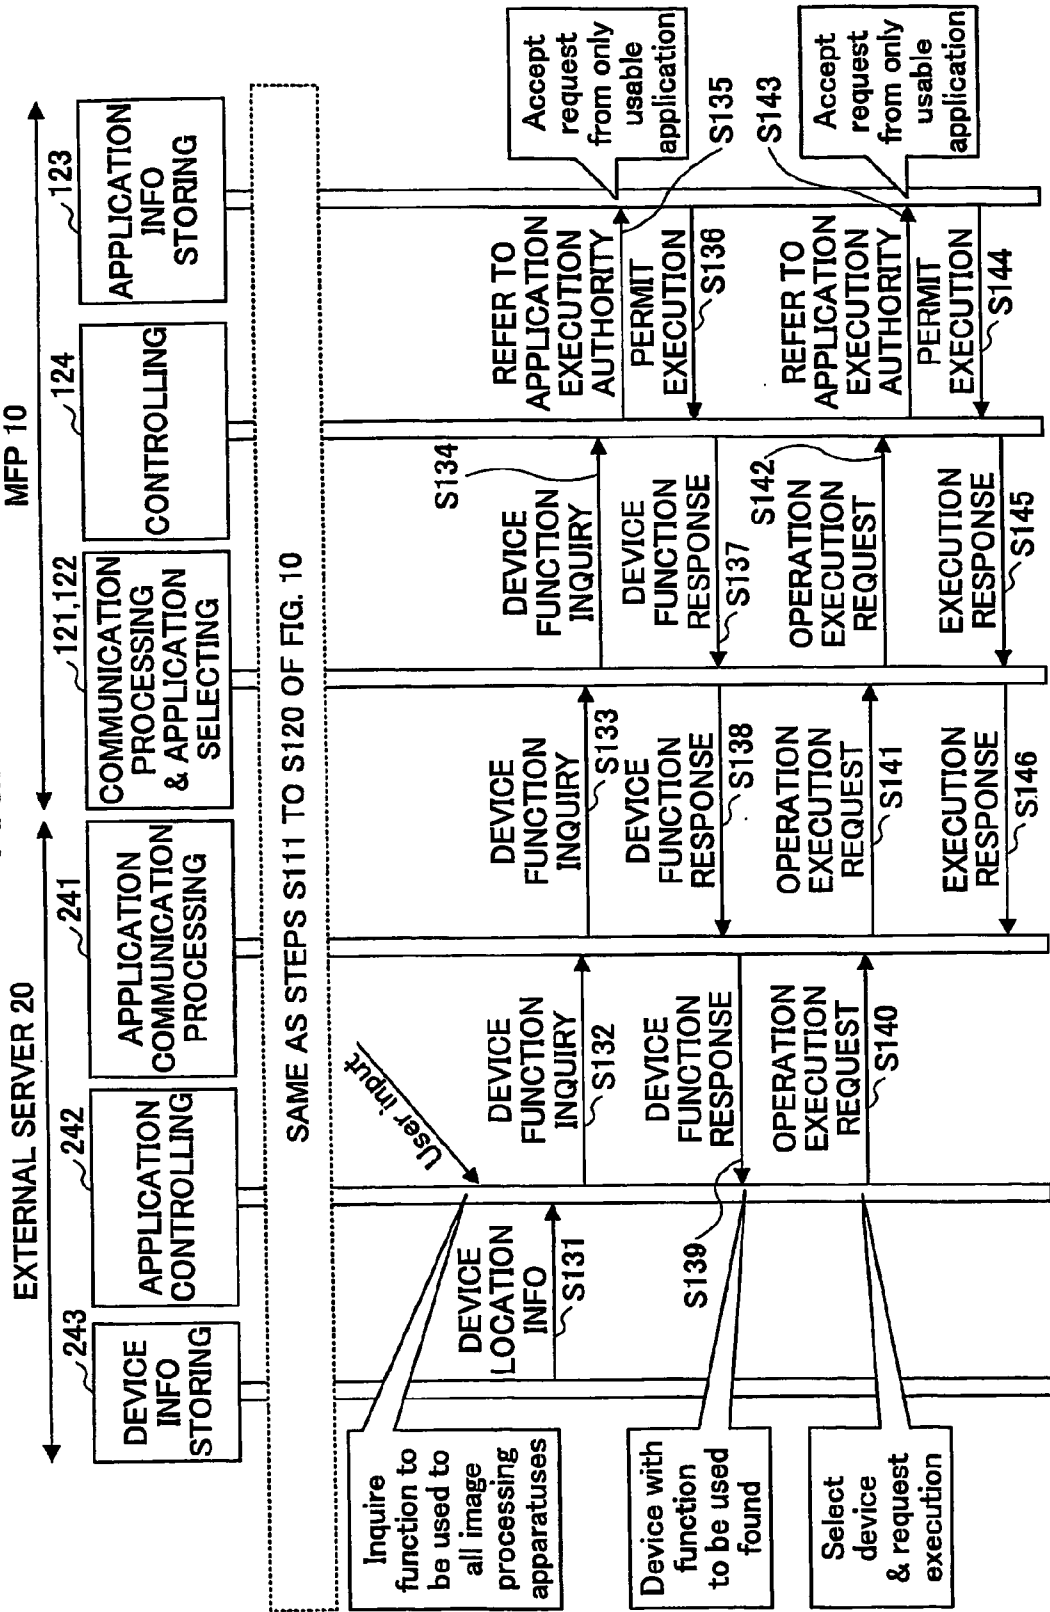 EXTERNAL SERVER 20
MFP 10
243
242
241
121,122
124
123
DEVICE
INFO
STORING
APPLICATION
CONTROLLING
APPLICATION
COMMUNICATION
PROCESSING
COMMUNICATION
PROCESSING
& APPLICATION
SELECTING
CONTROLLING
APPLICATION
INFO
STORING
SAME AS STEPS S111 TO S120 OF FIG. 10
Inquire
function to
be used to
all image
processing
apparatuses
User input
DEVICE
LOCATION
INFO
S131
DEVICE
FUNCTION
INQUIRY
S132
DEVICE
FUNCTION
INQUIRY
S133
DEVICE
FUNCTION
INQUIRY
S134
REFER TO
APPLICATION
EXECUTION
AUTHORITY
S135
Accept
request
from only
usable
application
PERMIT
EXECUTION
S136
DEVICE
FUNCTION
RESPONSE
S137
DEVICE
FUNCTION
RESPONSE
S138
DEVICE
FUNCTION
RESPONSE
S139
Device with
function
to be used
found
Select
device
& request
execution
OPERATION
EXECUTION
REQUEST
S140
OPERATION
EXECUTION
REQUEST
S141
OPERATION
EXECUTION
REQUEST
S142
REFER TO
APPLICATION
EXECUTION
AUTHORITY
S143
Accept
request
from only
usable
application
PERMIT
EXECUTION
S144
EXECUTION
RESPONSE
S145
EXECUTION
RESPONSE
S146